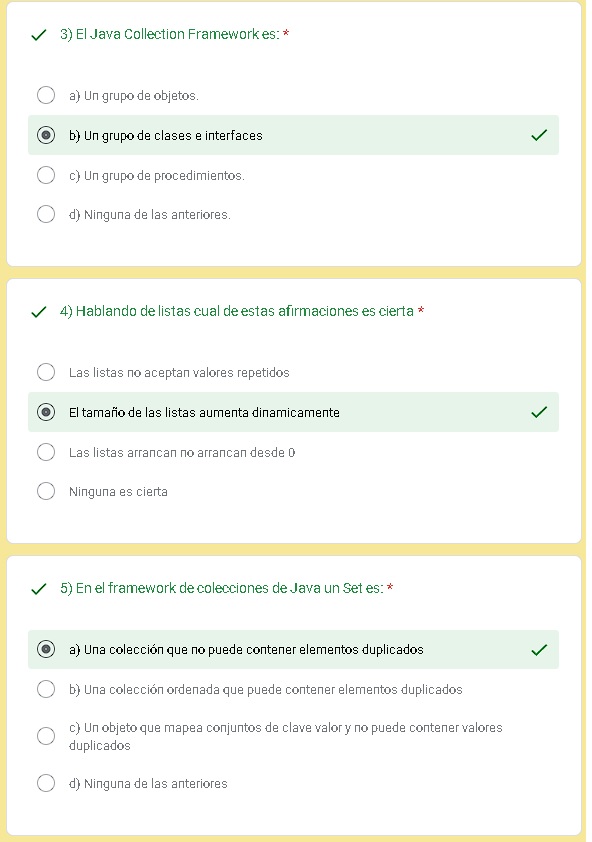 3) El Java Collection Framework es: *
a) Un grupo de objetos.
b) Un grupo de clases e interfaces
c) Un grupo de procedimientos.
d) Ninguna de las anteriores.
4) Hablando de listas cual de estas afirmaciones es cierta *
Las listas no aceptan valores repetidos
El tamaño de las listas aumenta dinamicamente
Las listas arrancan no arrancan desde 0
Ninguna es cierta
5) En el framework de colecciones de Java un Set es: *
a) Una colección que no puede contener elementos duplicados
b) Una colección ordenada que puede contener elementos duplicados
c) Un objeto que mapea conjuntos de clave valor y no puede contener valores
duplicados
d) Ninguna de las anteriores